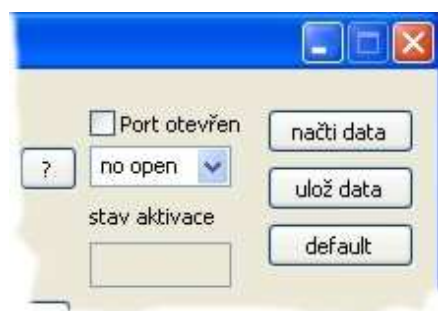 Port otevřen
načti data
?
no open
ulož data
stav aktivace
default